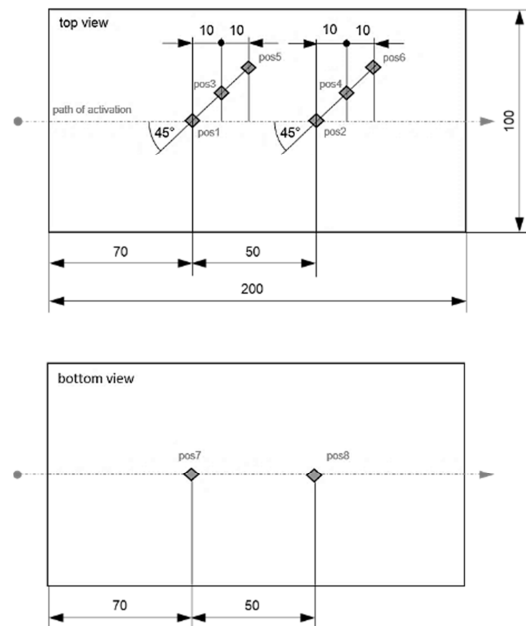 top view
10 10 10 10
pos5 pos6
pos3 pos4
path of activation
45° pos1 45° pos2
100
70 50
200
bottom view
pos7 pos8
70 50